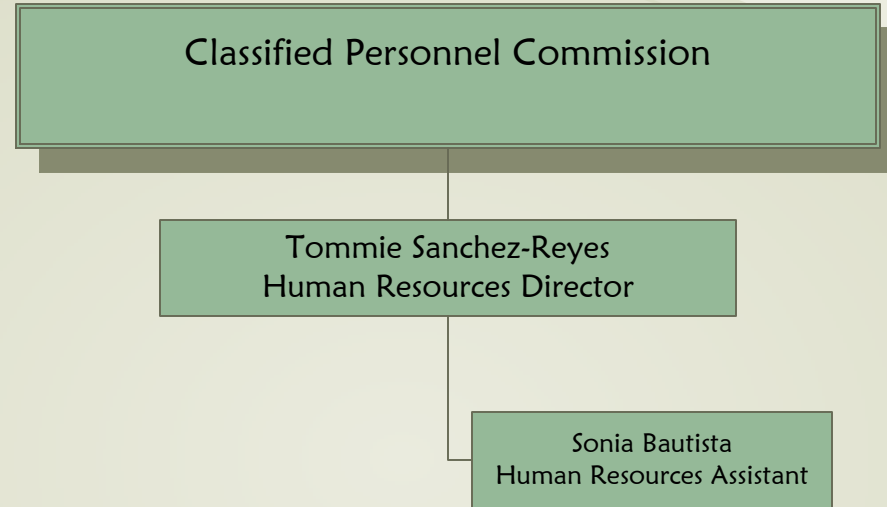 Classified Personnel Commission
Tommie Sanchez-Reyes
Human Resources Director
Sonia Bautista
Human Resources Assistant